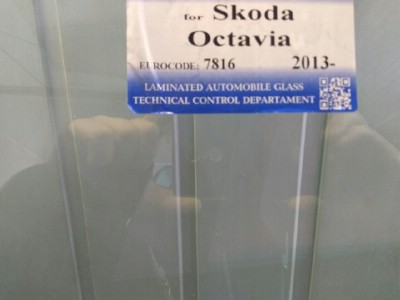 for Skoda
Octavia
EUROCODE: 7816 2013-
LAMINATED AUTOMOBILE GLASS
TECHNICAL CONTROL DEPARTAMENT